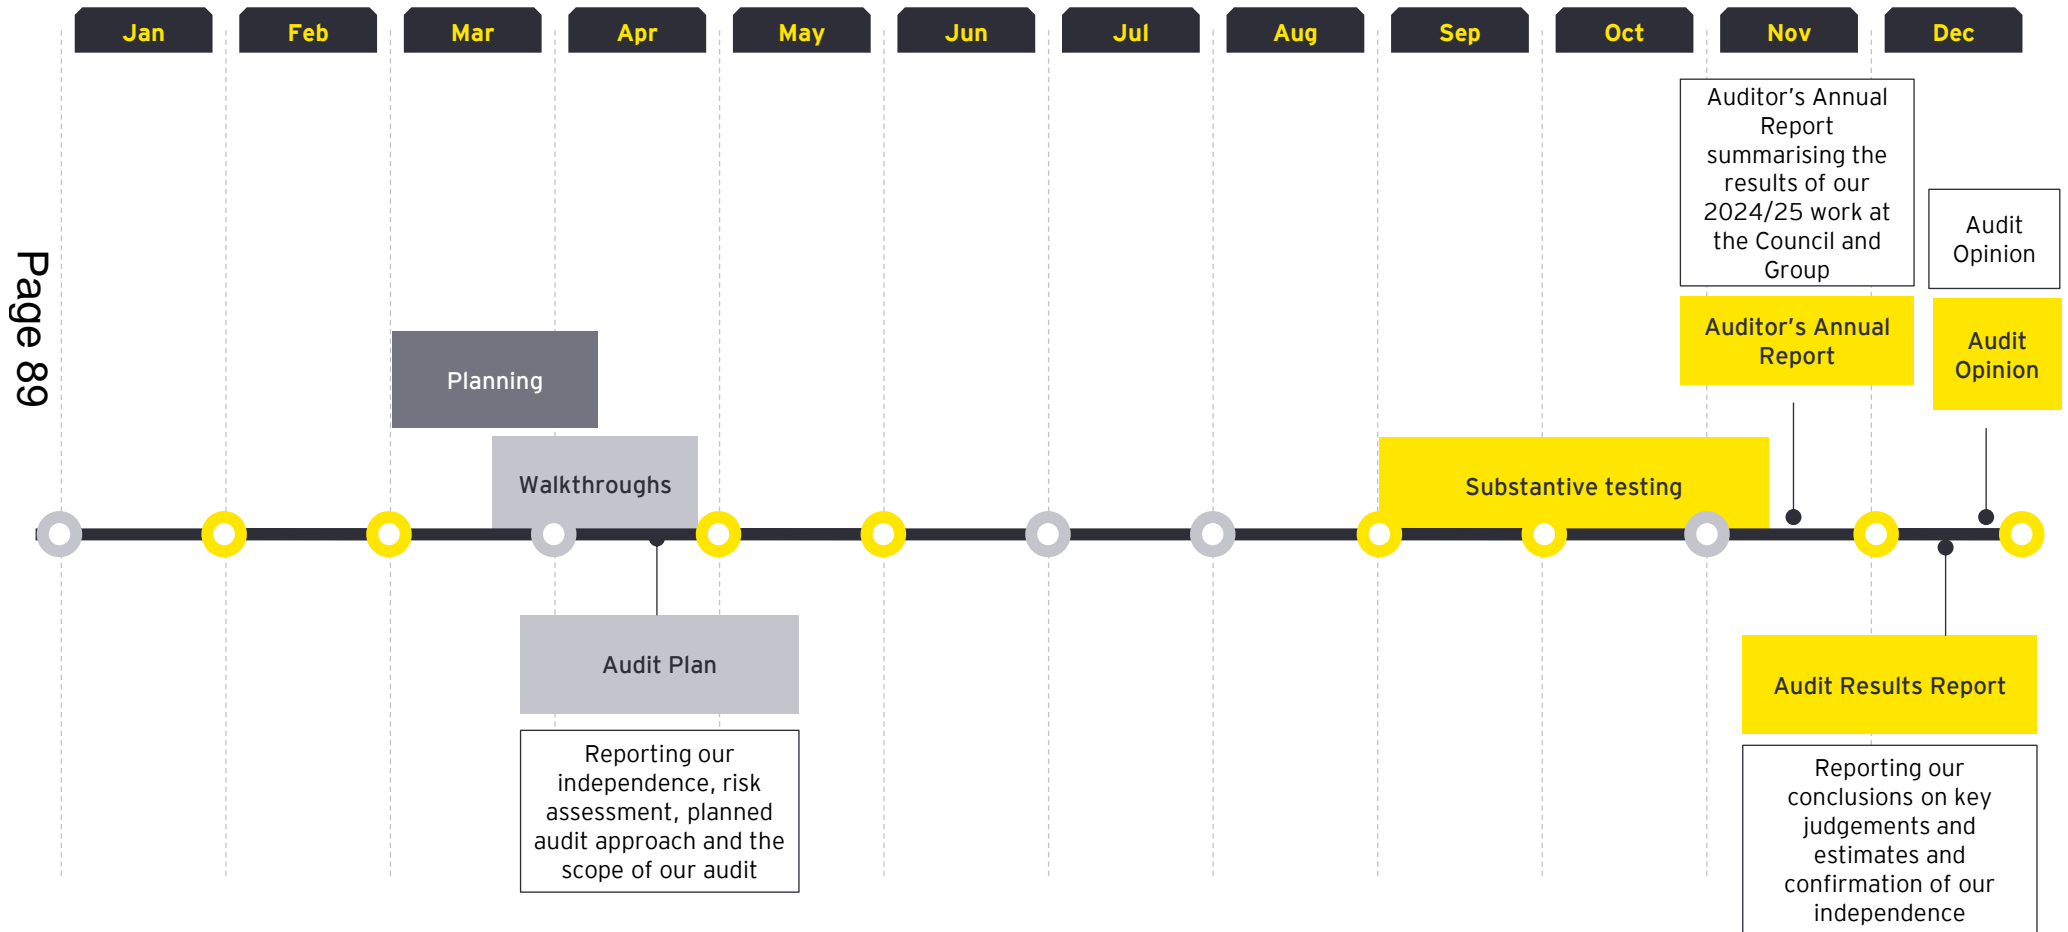 Jan Feb Mar Apr May Jun Jul Aug Sep Oct Nov Dec
Auditor’s Annual
Report
summarising the
results of our
2024/25 work at
the Council and
Group
Audit
Opinion
Page 89
Planning
Auditor’s Annual
Report
Audit
Opinion
Walkthroughs
Substantive testing
Audit Plan
Reporting our
independence, risk
assessment, planned
audit approach and the
scope of our audit
Audit Results Report
Reporting our
conclusions on key
judgements and
estimates and
confirmation of our
independence